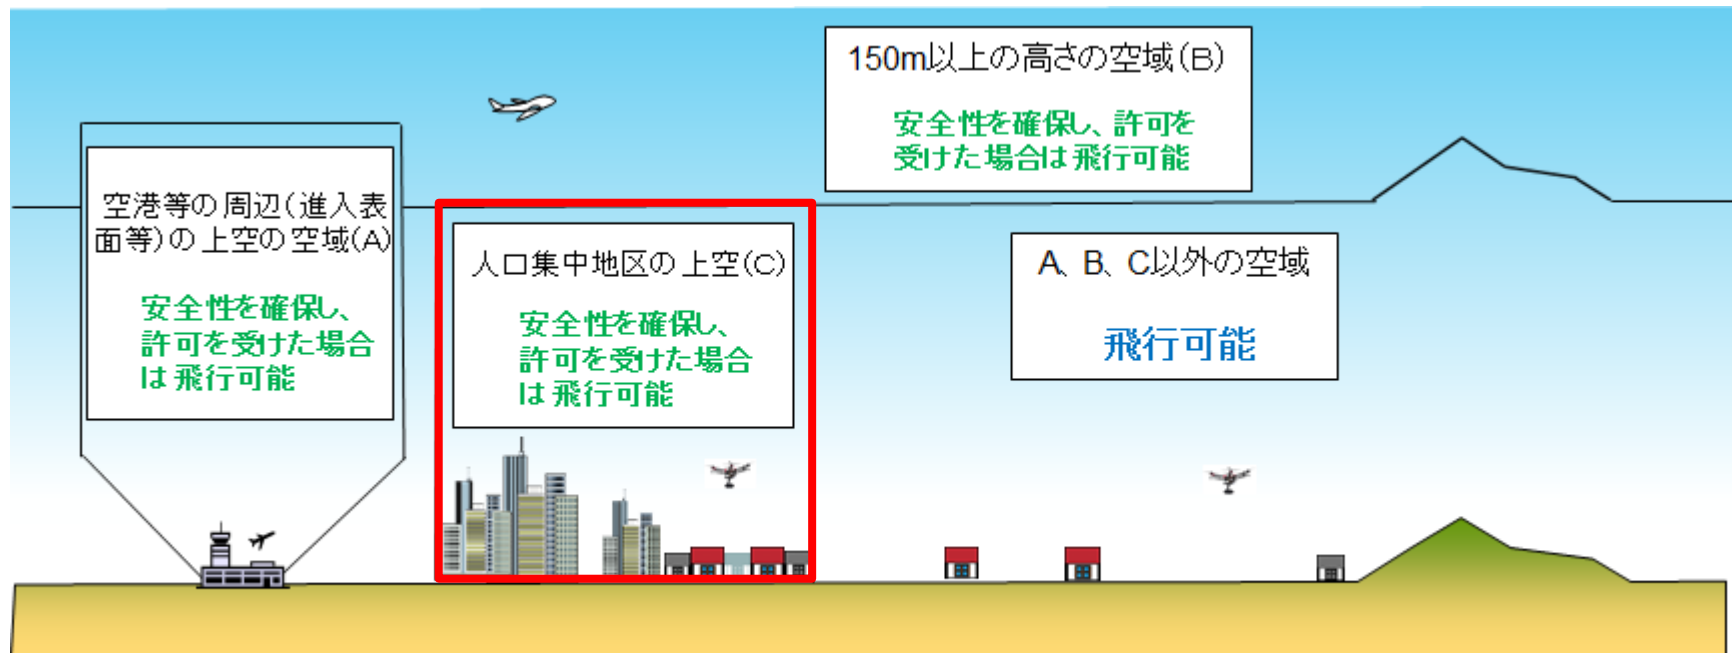 150m以上の高さの空域(B)
安全性を確保し、許可を
受けた場合は飛行可能
空港等の周辺(進入表
面等)の上空の空域(A)
安全性を確保し、
許可を受けた場合
は飛行可能
人口集中地区の上空(C)
安全性を確保し、
許可を受けた場合
は飛行可能
A、B、C以外の空域
飛行可能